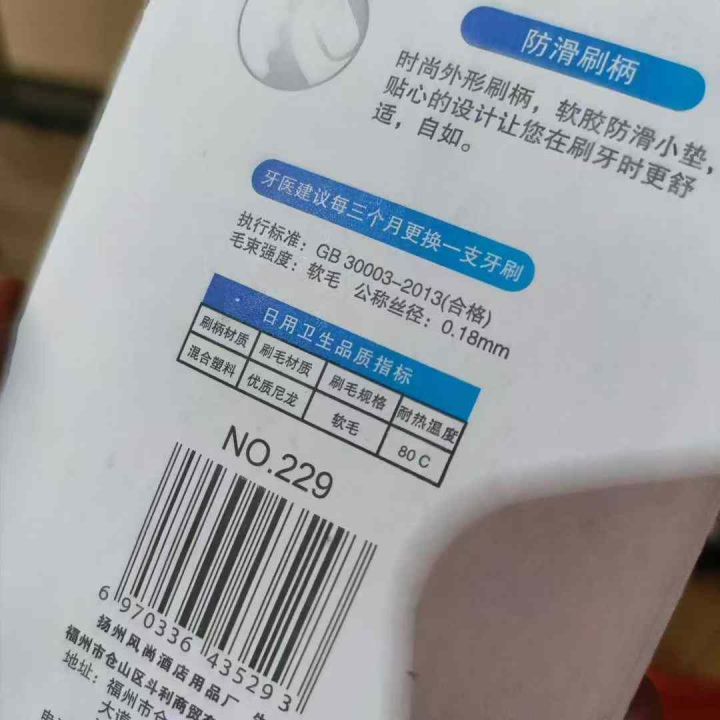 防滑刷柄
时尚外形刷柄，软胶防滑小垫，
贴心的设计让您在刷牙时更舒
适，自如。
牙医建议每三个月更换一支牙刷
执行标准：GB 30003-2013(合格)
毛束强度：软毛 公称丝径：0.18mm
日用卫生品质指标
刷柄材质 刷毛材质 刷毛规格 耐热温度
混合塑料 优质尼龙 软毛 80 C
NO.229
6 970336 435293
扬州风尚酒店用品厂
福州市仓山区斗利商贸
地址：福州市仓
大道